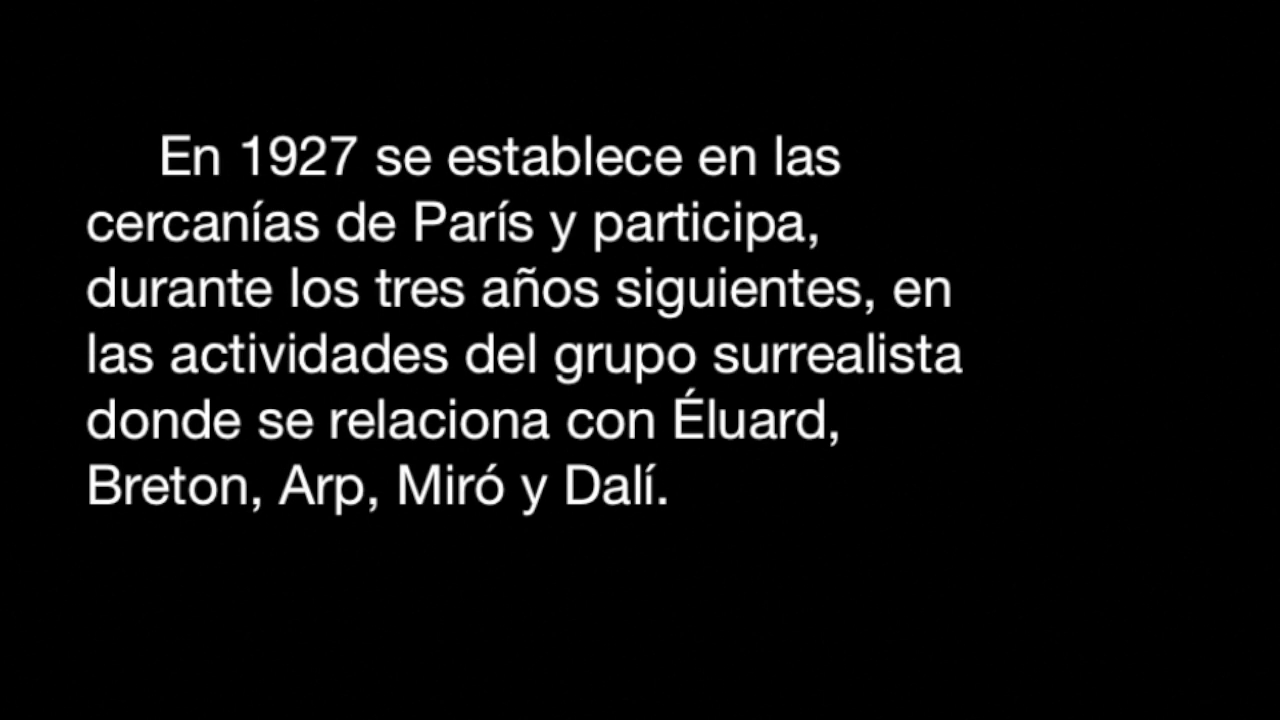 En 1927 se establece en las
cercanías de París y participa,
durante los tres años siguientes, en
las actividades del grupo surrealista
donde se relaciona con Éluard,
Breton, Arp, Miró y Dalí.